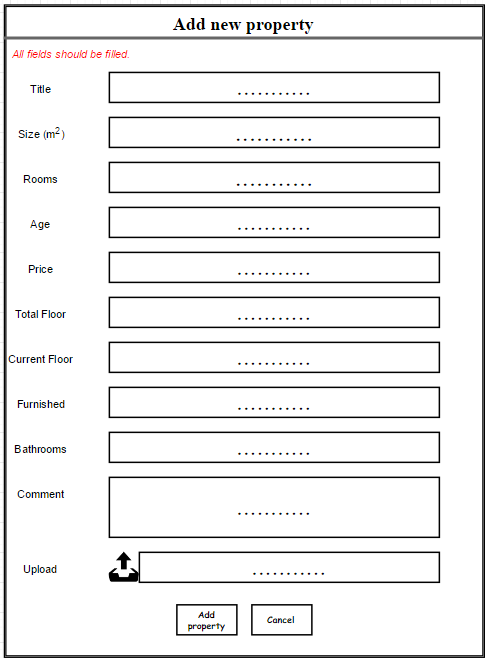 Add new property
All fields should be filled.
Title ...........
Size (m²) ...........
Rooms ...........
Age ...........
Price ...........
Total Floor ...........
Current Floor ...........
Furnished ...........
Bathrooms ...........
Comment
...........
Upload ...........
Add
property
Cancel